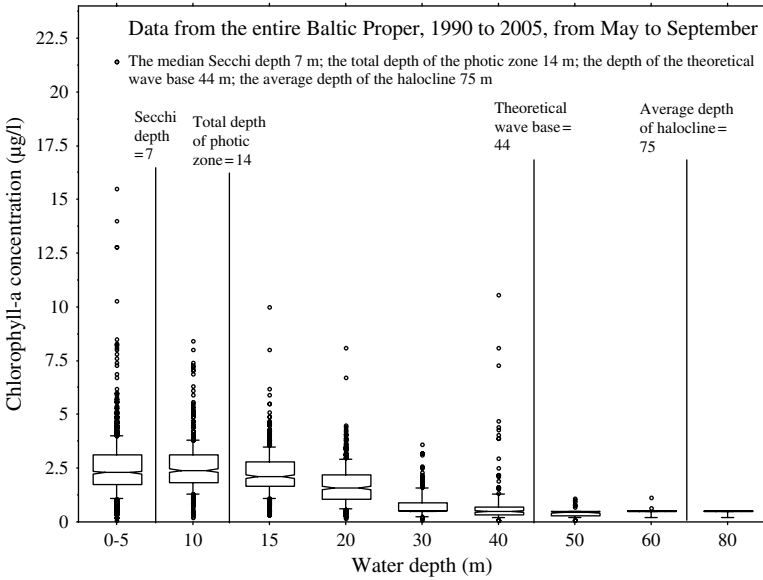 Data from the entire Baltic Proper, 1990 to 2005, from May to September
The median Secchi depth 7 m; the total depth of the photic zone 14 m; the depth of the theoretical
wave base 44 m; the average depth of the halocline 75 m
Secchi
depth
=7
Total depth
of photic
zone=14
Theoretical
wave base=
44
Average depth
of halocline=
75
Chlorophyll-a concentration (µg/l)
22.5
20
17.5
15
12.5
10
7.5
5
2.5
0
0-5 10 15 20 30 40 50 60 80
Water depth (m)